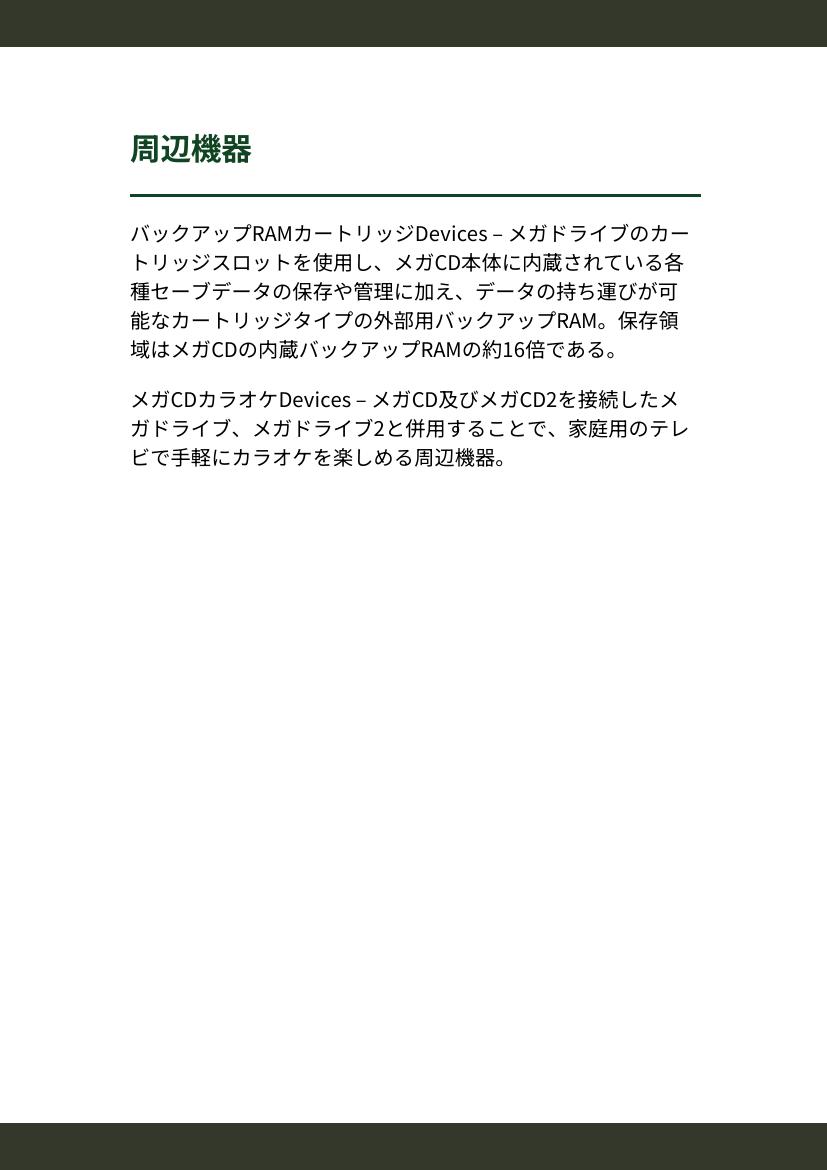 周辺機器
バックアップRAMカートリッジDevices – メガドライブのカー
トリッジスロットを使用し、メガCD本体に内蔵されている各
種セーブデータの保存や管理に加え、データの持ち運びが可
能なカートリッジタイプの外部用バックアップRAM。保存領
域はメガCDの内蔵バックアップRAMの約16倍である。
メガCDカラオケDevices – メガCD及びメガCD2を接続したメ
ガドライブ、メガドライブ2と併用することで、家庭用のテレ
ビで手軽にカラオケを楽しめる周辺機器。